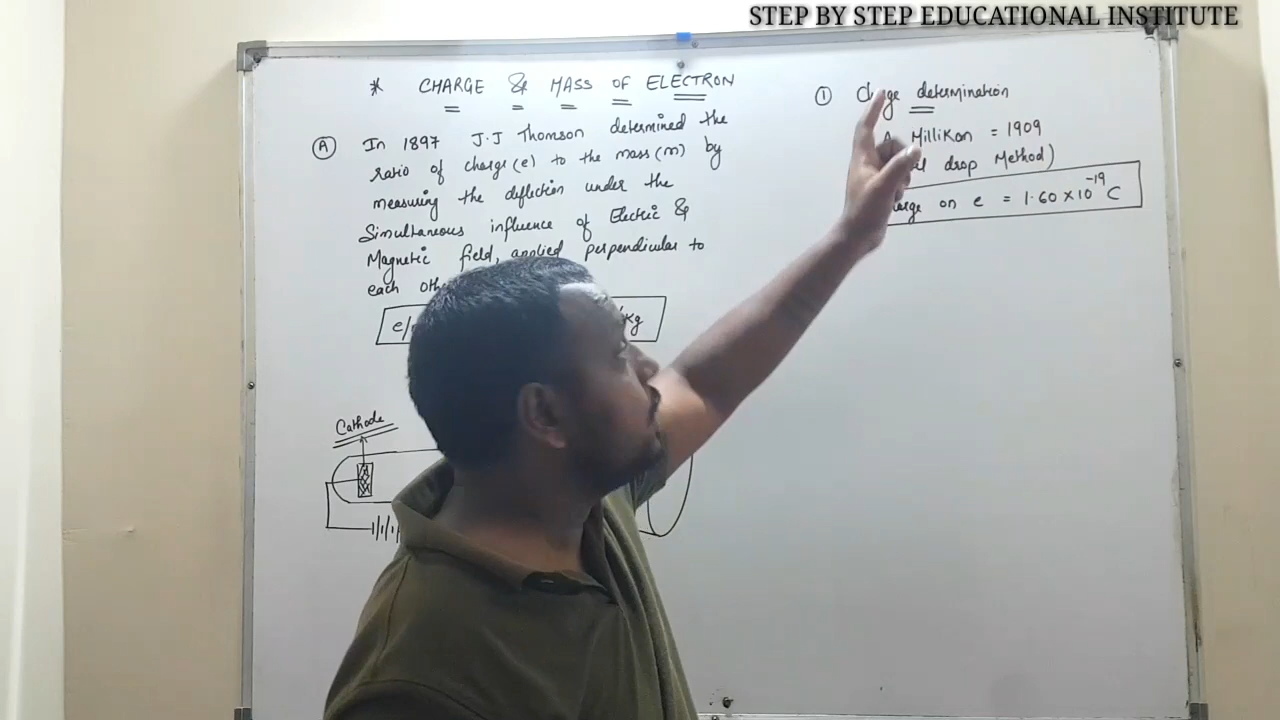 STEP BY STEP EDUCATIONAL INSTITUTE
* CHARGE & MASS OF ELECTRON
Ⓐ In 1897 J.J Thomson determined the
ratio of charge(e) to the mass(m) by
measuring the deflection under the
Simultaneous influence of Electric &
Magnetic field, applied perpendicular to
each
e/
Kg
Cathode
① Charge determination
Millikan = 1909
drop Method)
on e = 1.60 x 10⁻¹⁹ C